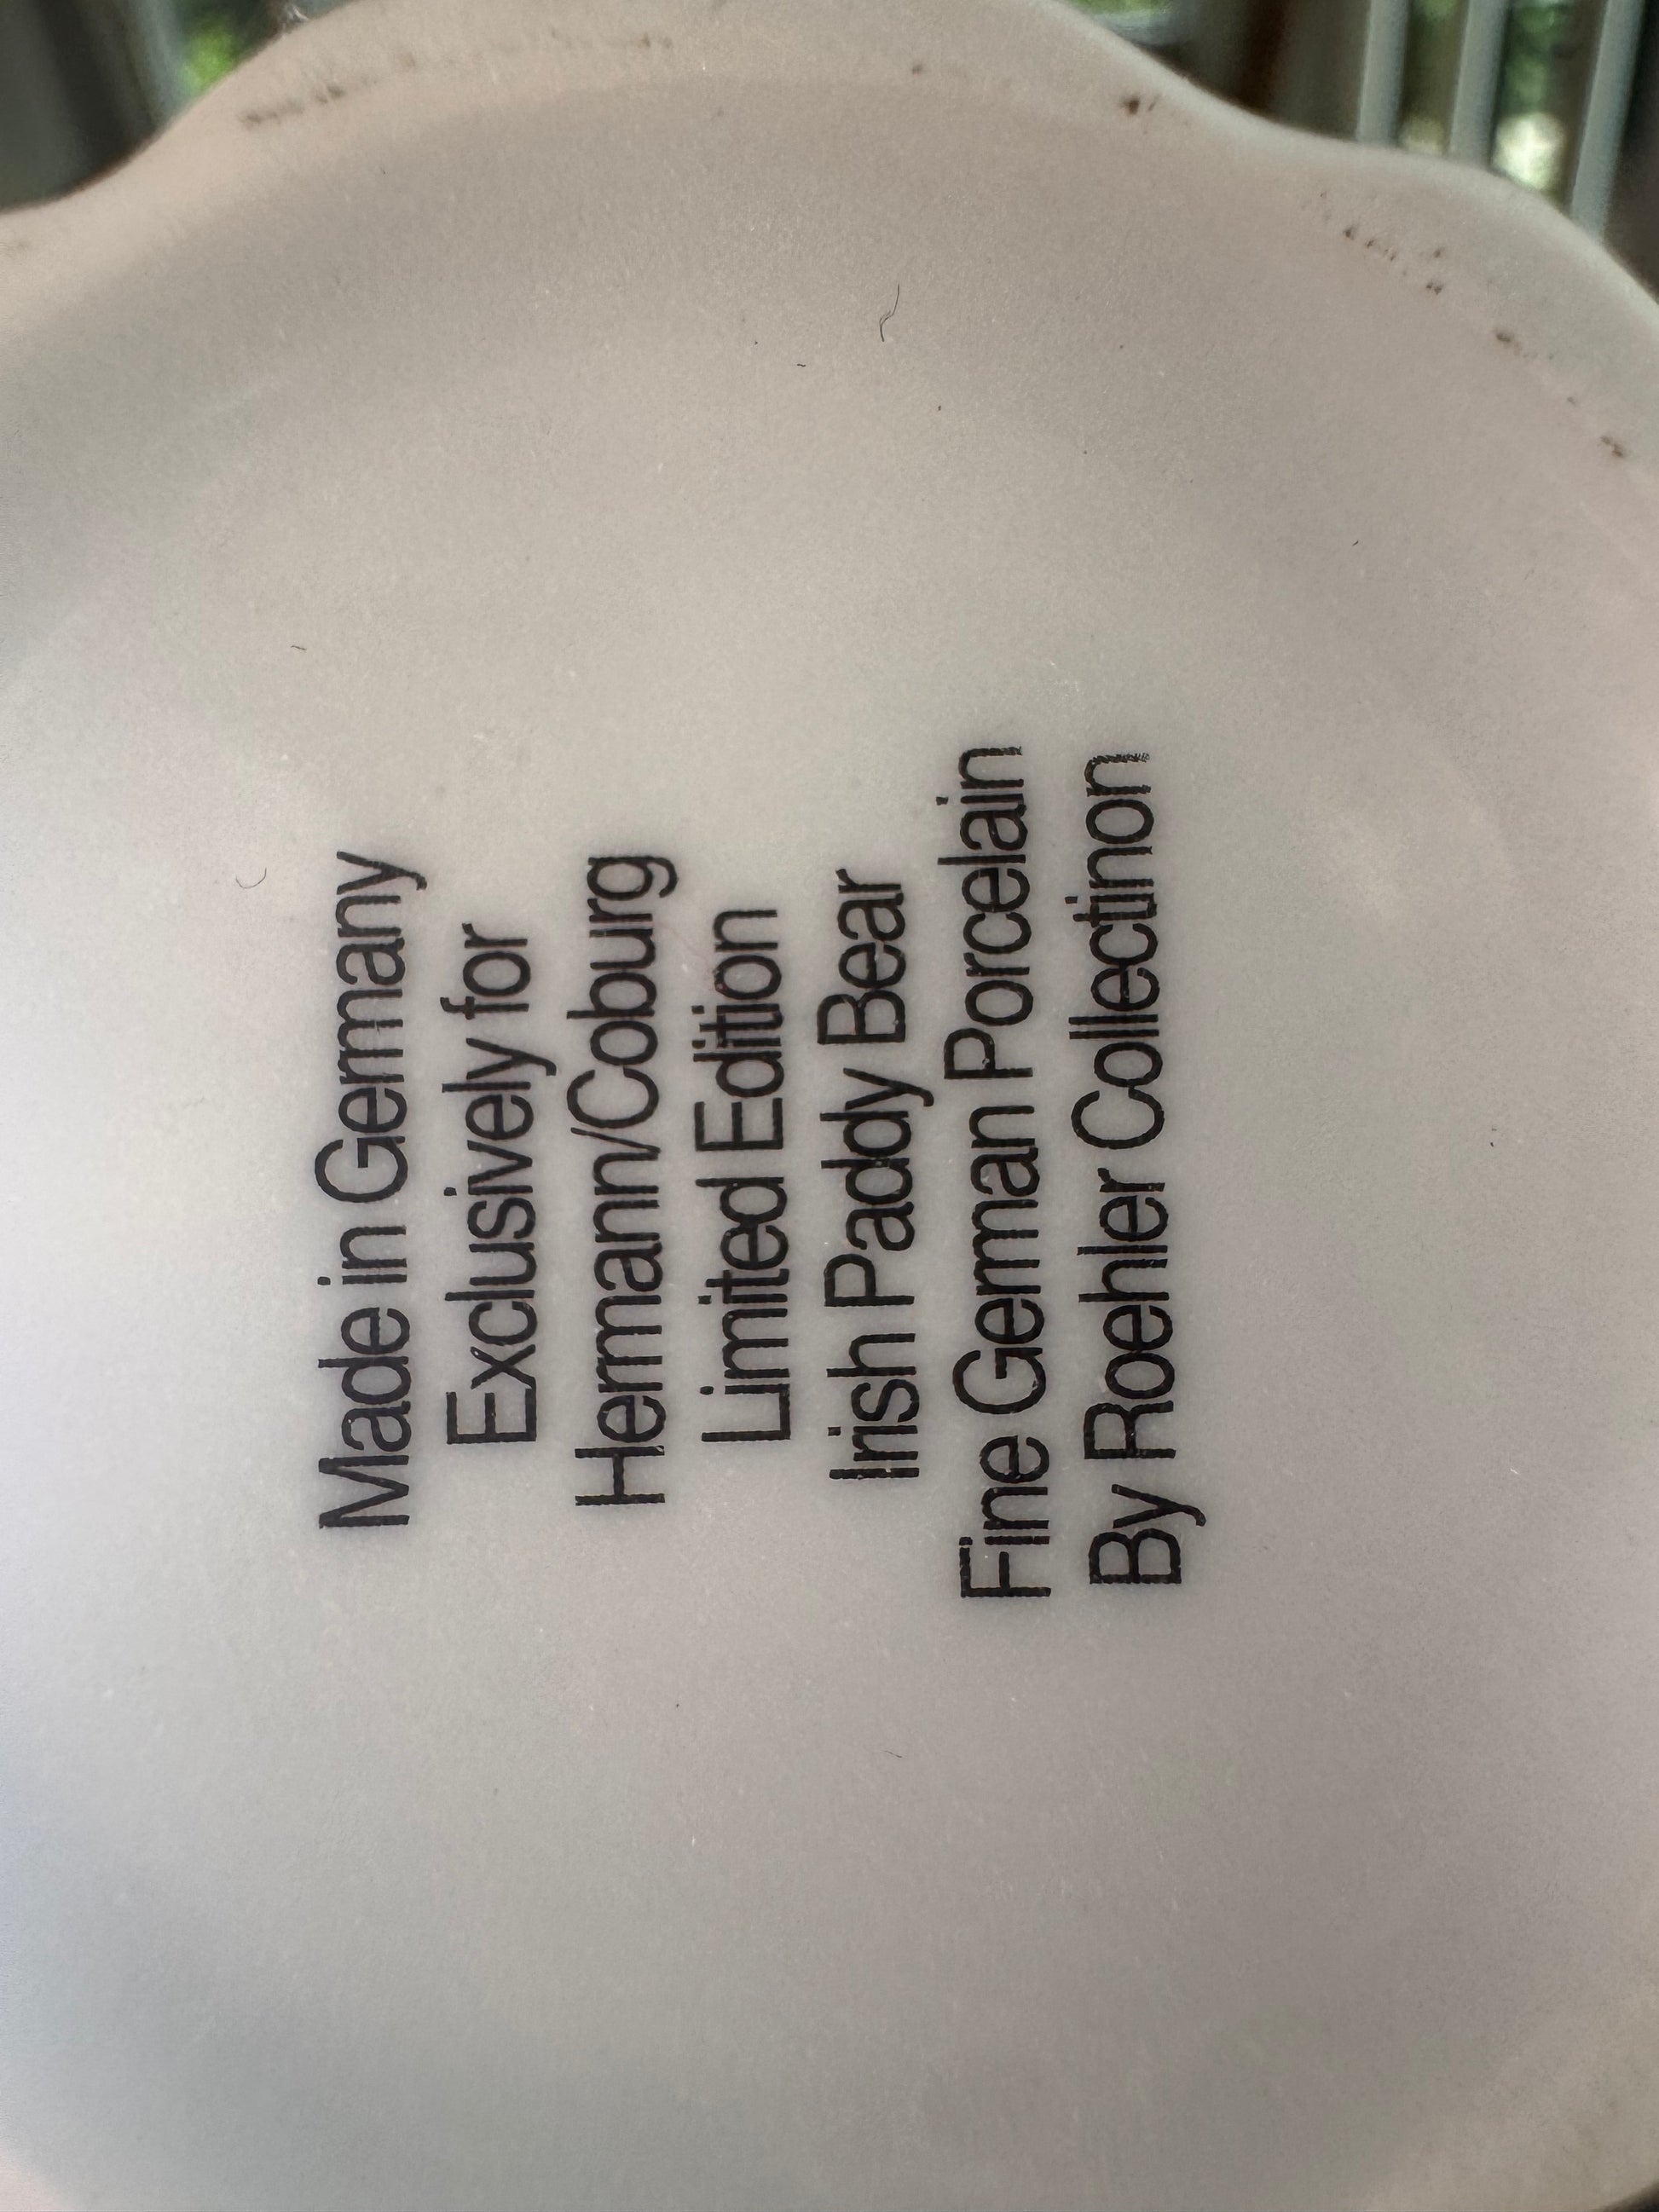 Made in Germany
Exclusively for
Hermann/Coburg
Limited Edition
Irish Paddy Bear
Fine German Porcelain
By Roehler Collectinon